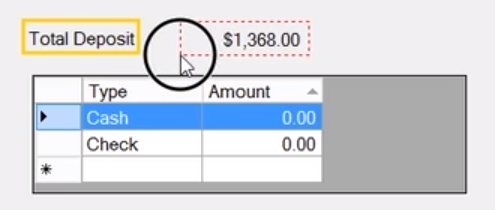 Total Deposit $1,368.00
Type Amount
Cash 0.00
Check 0.00
*